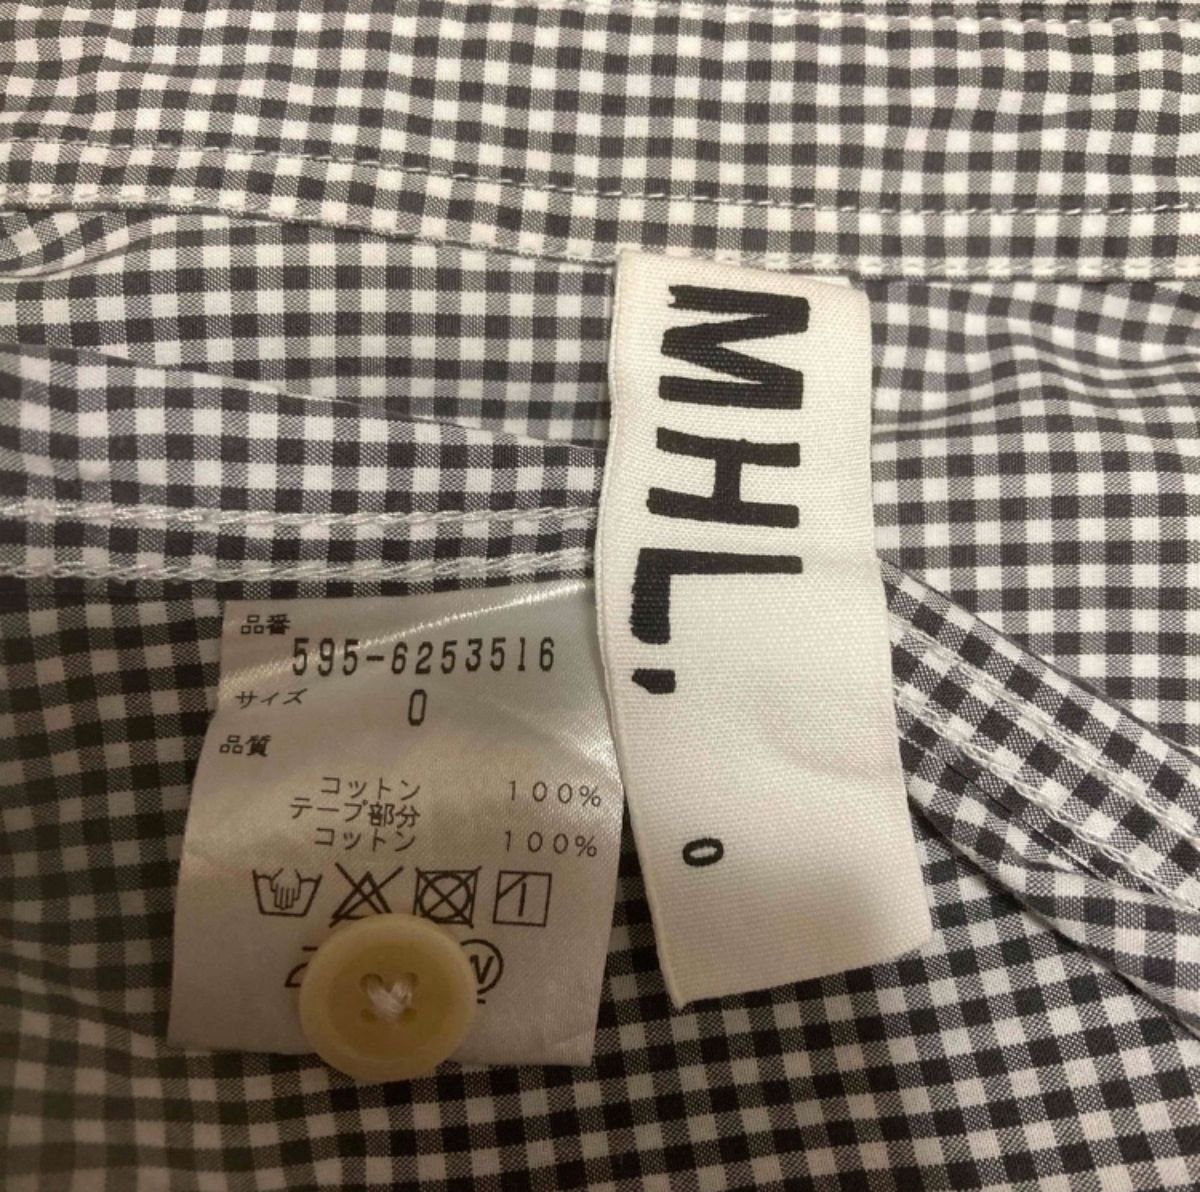 MHL.
0
品番
595-6253516
サイズ
0
品質
コットン 100%
テープ部分
コットン 100%